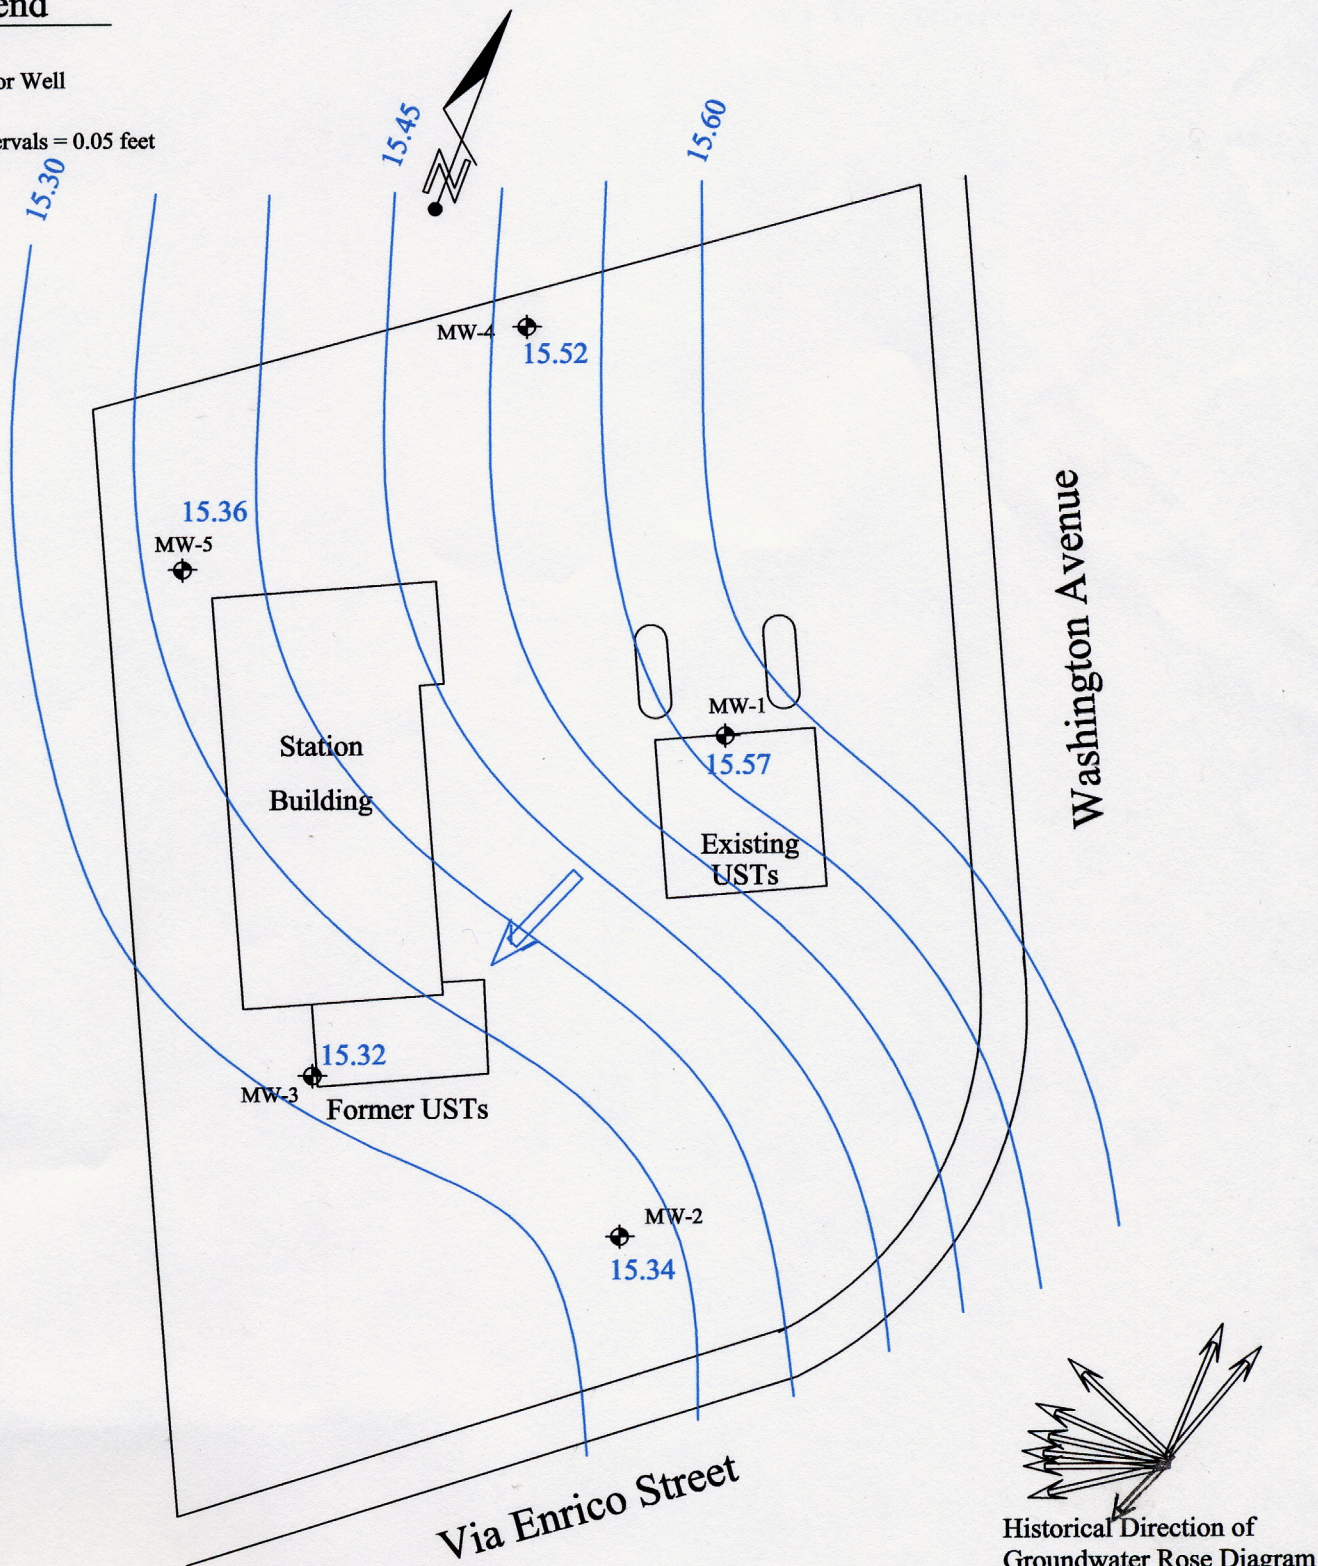 end
or Well
ervals = 0.05 feet
15.30
15.45
15.60
N
MW-4
15.52
15.36
MW-5
Washington Avenue
MW-1
15.57
Station
Building
Existing
USTs
15.32
MW-3
Former USTs
MW-2
15.34
Via Enrico Street
Historical Direction of
Groundwater Rose Diagram